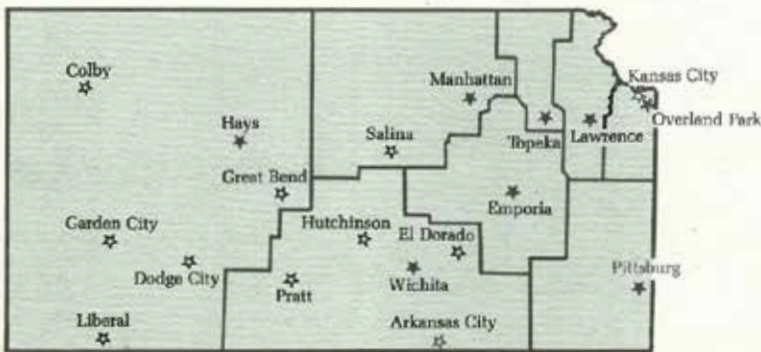 Colby
Manhattan
Kansas City
Hays
Salina
Topeka
Lawrence
Overland Park
Great Bend
Emporia
Garden City
Hutchinson
El Dorado
Dodge City
Pratt
Wichita
Pittsburg
Liberal
Arkansas City